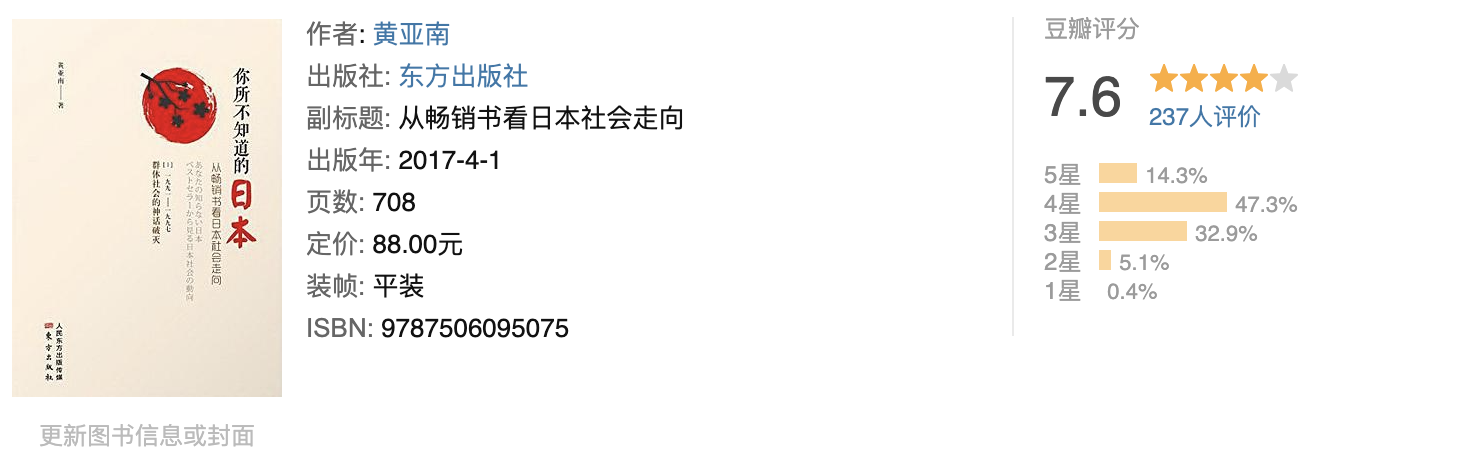 黄亚南——著
你所不知道的日本
从畅销书看日本社会走向
あなたの知らない日本
ベストセラーから見る日本社会の動向
[1] 一九九一—一九九七
群体社会的神话破灭
人民东方出版传媒
东方出版社
更新图书信息或封面
作者: 黄亚南
出版社: 东方出版社
副标题: 从畅销书看日本社会走向
出版年: 2017-4-1
页数: 708
定价: 88.00元
装帧: 平装
ISBN: 9787506095075
豆瓣评分
7.6
237人评价
5星 14.3%
4星 47.3%
3星 32.9%
2星 5.1%
1星 0.4%